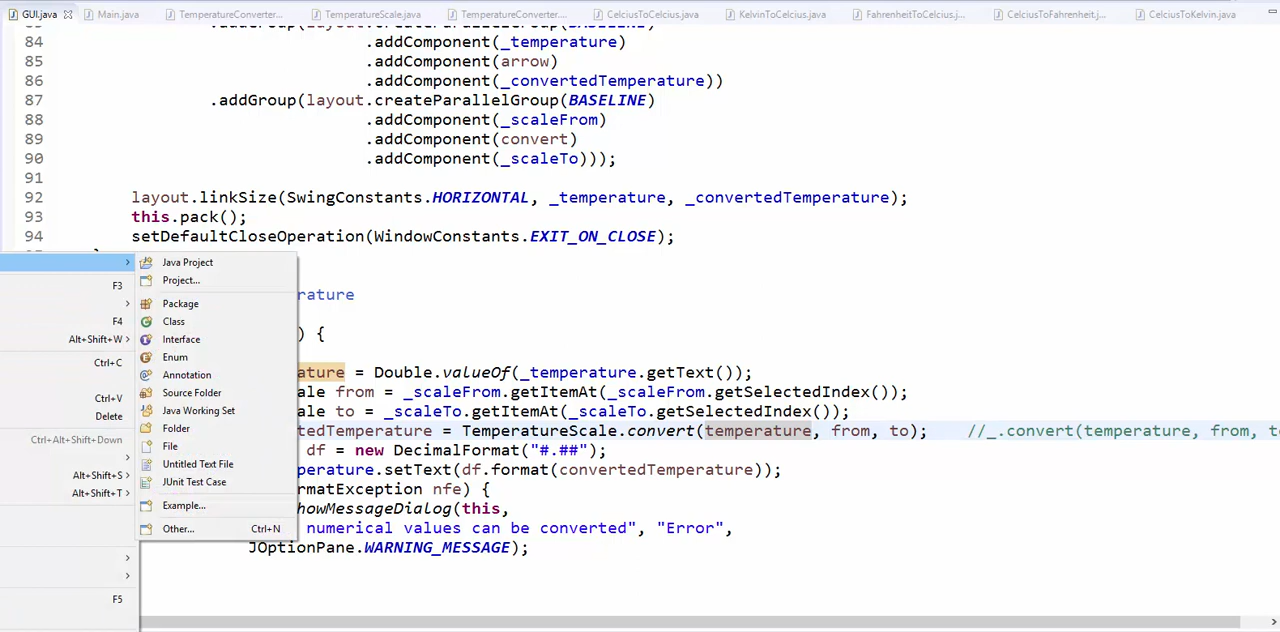 GUI.java Main.java TemperatureConverter... TemperatureScale.java TemperatureConverter.... CelciusToCelcius.java KelvinToCelcius.java FahrenheitToCelcius.j... CelciusToFahrenheit.j... CelciusToKelvin.java
84 .addComponent(_temperature)
85 .addComponent(arrow)
86 .addComponent(_convertedTemperature))
87 .addGroup(layout.createParallelGroup(BASELINE)
88 .addComponent(_scaleFrom)
89 .addComponent(convert)
90 .addComponent(_scaleTo)));
91
92 layout.linkSize(SwingConstants.HORIZONTAL, _temperature, _convertedTemperature);
93 this.pack();
94 setDefaultCloseOperation(WindowConstants.EXIT_ON_CLOSE);
Java Project
F3 Project...
Package
F4 Class
Alt+Shift+W Interface
Enum
Ctrl+C Annotation
Source Folder
Ctrl+V Java Working Set
Delete Folder
Ctrl+Alt+Shift+Down File
Untitled Text File
Alt+Shift+S JUnit Test Case
Alt+Shift+T Example...
Other... Ctrl+N
F5
rature
) {
ature = Double.valueOf(_temperature.getText());
ale from = _scaleFrom.getItemAt(_scaleFrom.getSelectedIndex());
ale to = _scaleTo.getItemAt(_scaleTo.getSelectedIndex());
tedTemperature = TemperatureScale.convert(temperature, from, to); //_.convert(temperature, from, t
df = new DecimalFormat("#.##");
perature.setText(df.format(convertedTemperature));
rmatException nfe) {
howMessageDialog(this,
numerical values can be converted", "Error",
JOptionPane.WARNING_MESSAGE);